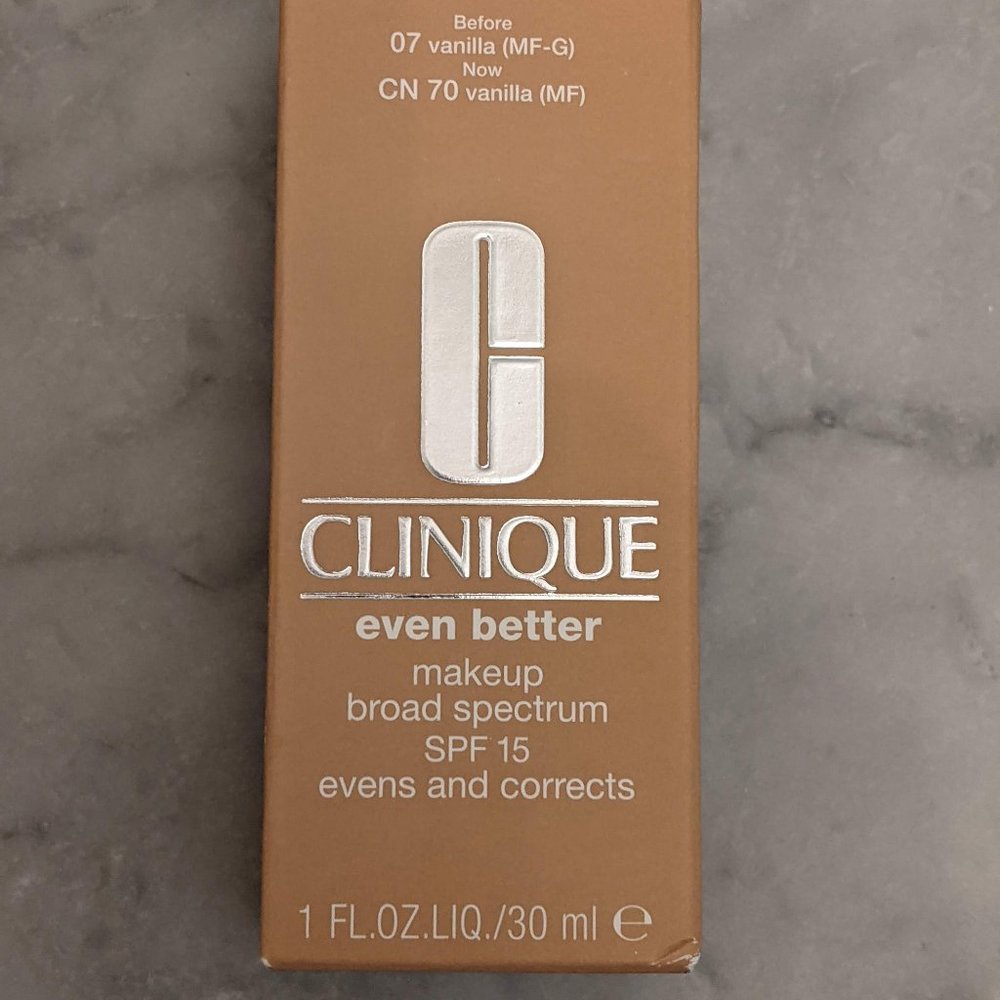 Before
07 vanilla (MF-G)
Now
CN 70 vanilla (MF)
C
CLINIQUE
even better
makeup
broad spectrum
SPF 15
evens and corrects
1 FL.OZ.LIQ./30 ml ℮